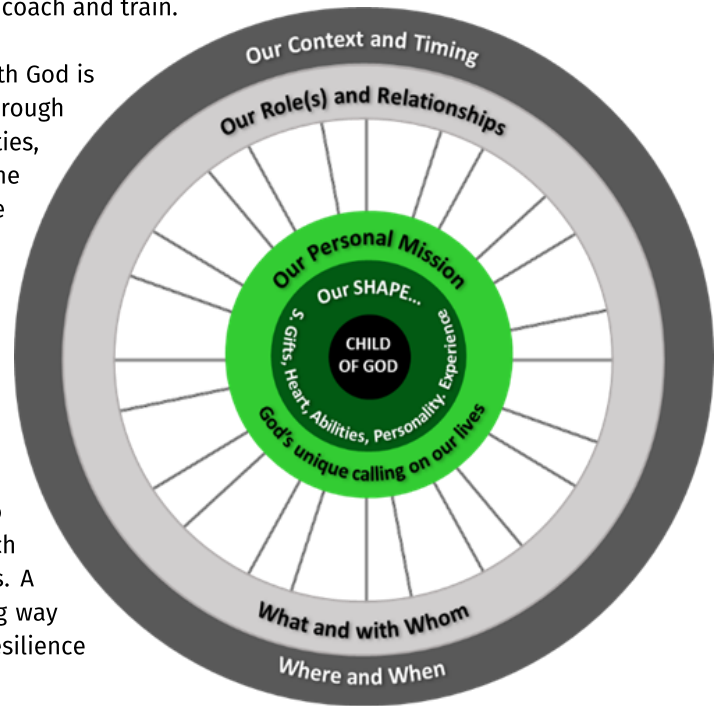 coach and train.
th God is
rough
ties,
ne
e
th
s. A
g way
esilience
Our Context and Timing
Our Role(s) and Relationships
Our Personal Mission
Our SHAPE...
CHILD
OF GOD
S. Gifts, Heart, Abilities, Personality. Experience
God's unique calling on our lives
What and with Whom
Where and When